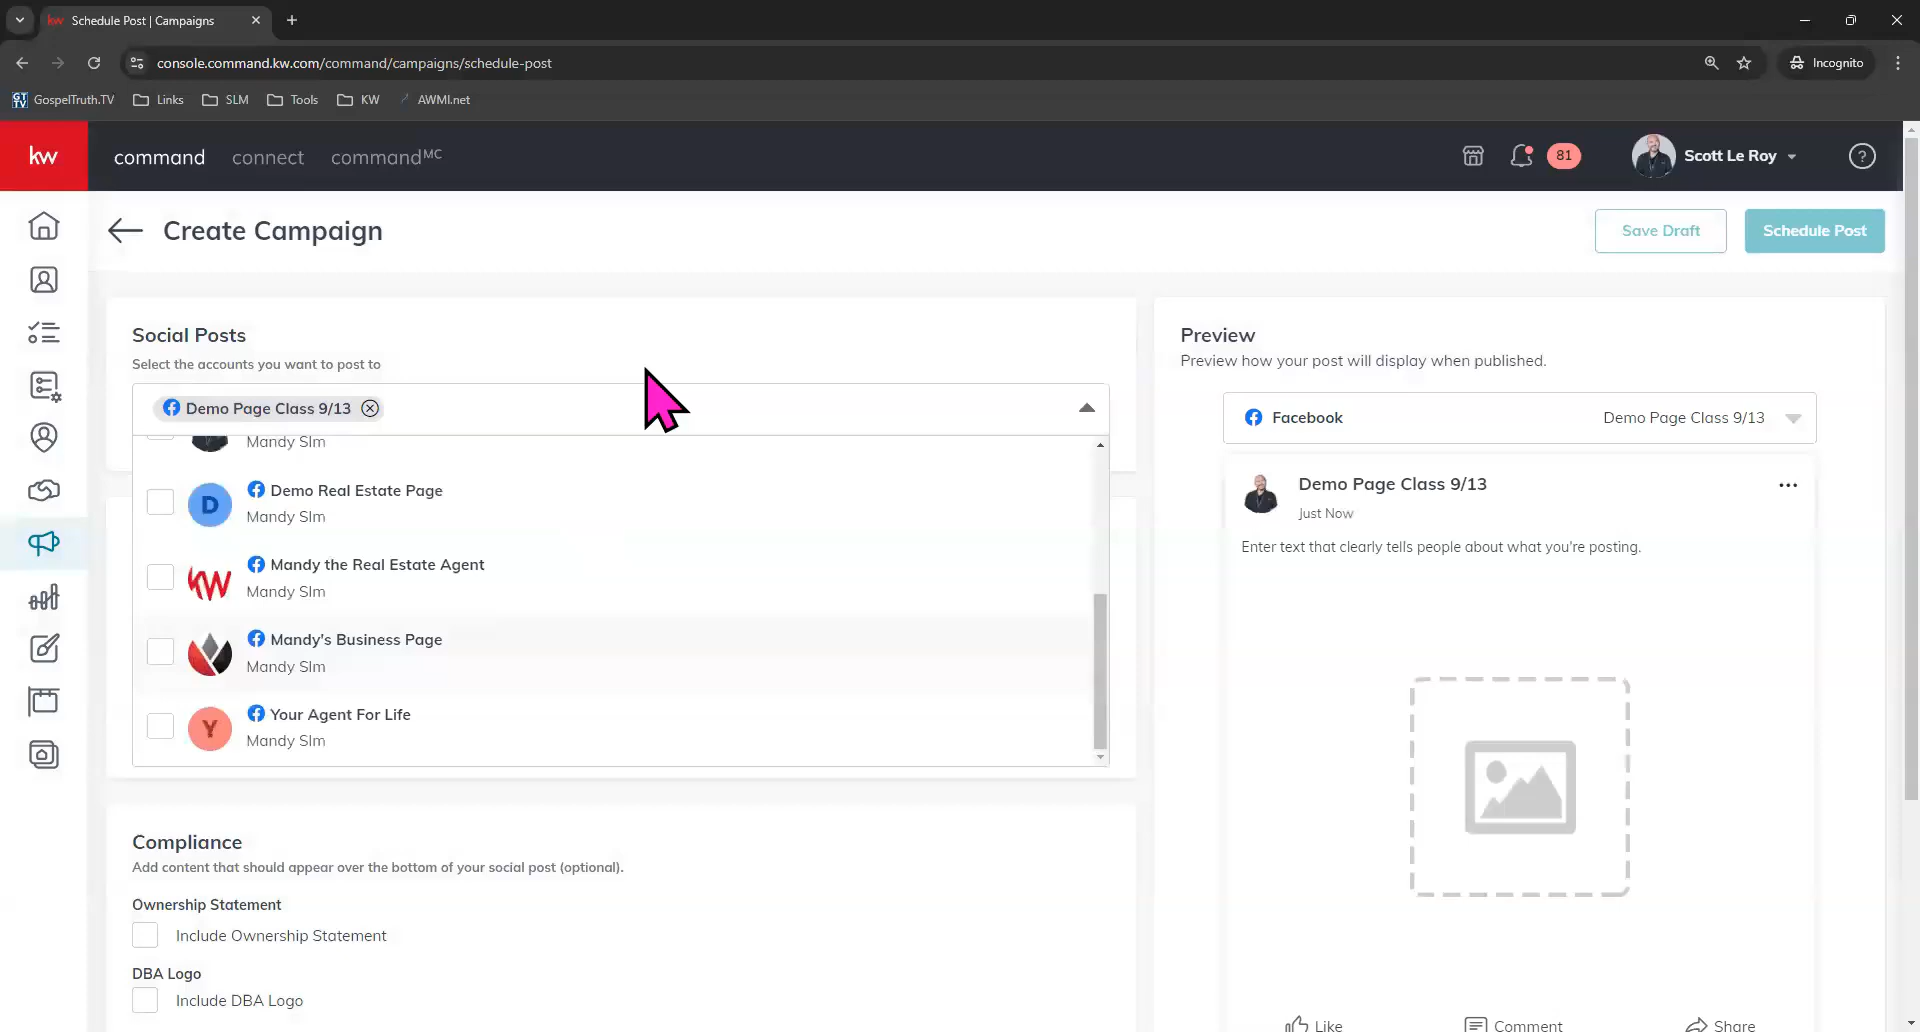 kw Schedule Post | Campaigns
console.command.kw.com/command/campaigns/schedule-post
Incognito
GT TV GospelTruth.TV Links SLM Tools KW AWMI.net
kw command connect command MC 81 Scott Le Roy ?
Create Campaign Save Draft Schedule Post
Social Posts
Select the accounts you want to post to
Demo Page Class 9/13
Mandy Slm
D Demo Real Estate Page
Mandy Slm
kw Mandy the Real Estate Agent
Mandy Slm
Mandy's Business Page
Mandy Slm
Y Your Agent For Life
Mandy Slm
Compliance
Add content that should appear over the bottom of your social post (optional).
Ownership Statement
Include Ownership Statement
DBA Logo
Include DBA Logo
Preview
Preview how your post will display when published.
Facebook Demo Page Class 9/13
Demo Page Class 9/13
Just Now
Enter text that clearly tells people about what you're posting.
Like Comment Share